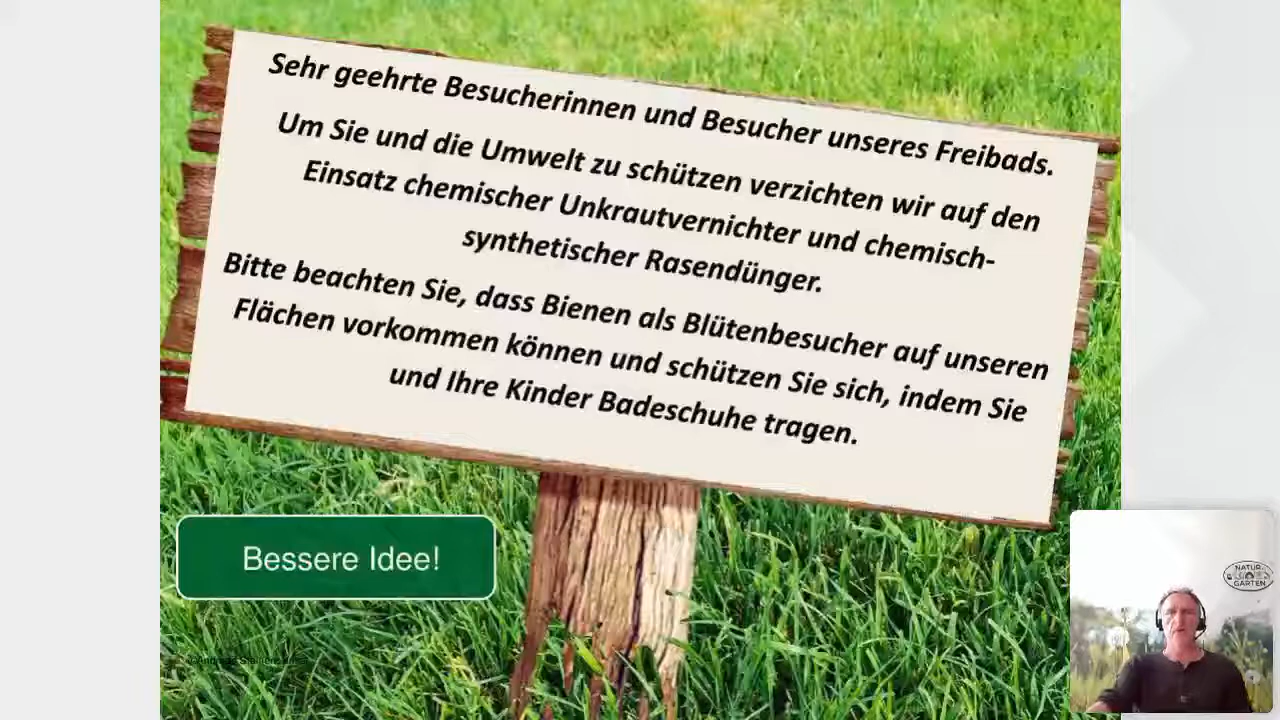 Sehr geehrte Besucherinnen und Besucher unseres Freibads.
Um Sie und die Umwelt zu schützen verzichten wir auf den
Einsatz chemischer Unkrautvernichter und chemisch-
synthetischer Rasendünger.
Bitte beachten Sie, dass Bienen als Blütenbesucher auf unseren
Flächen vorkommen können und schützen Sie sich, indem Sie
und Ihre Kinder Badeschuhe tragen.
Bessere Idee!
NATUR
GARTEN